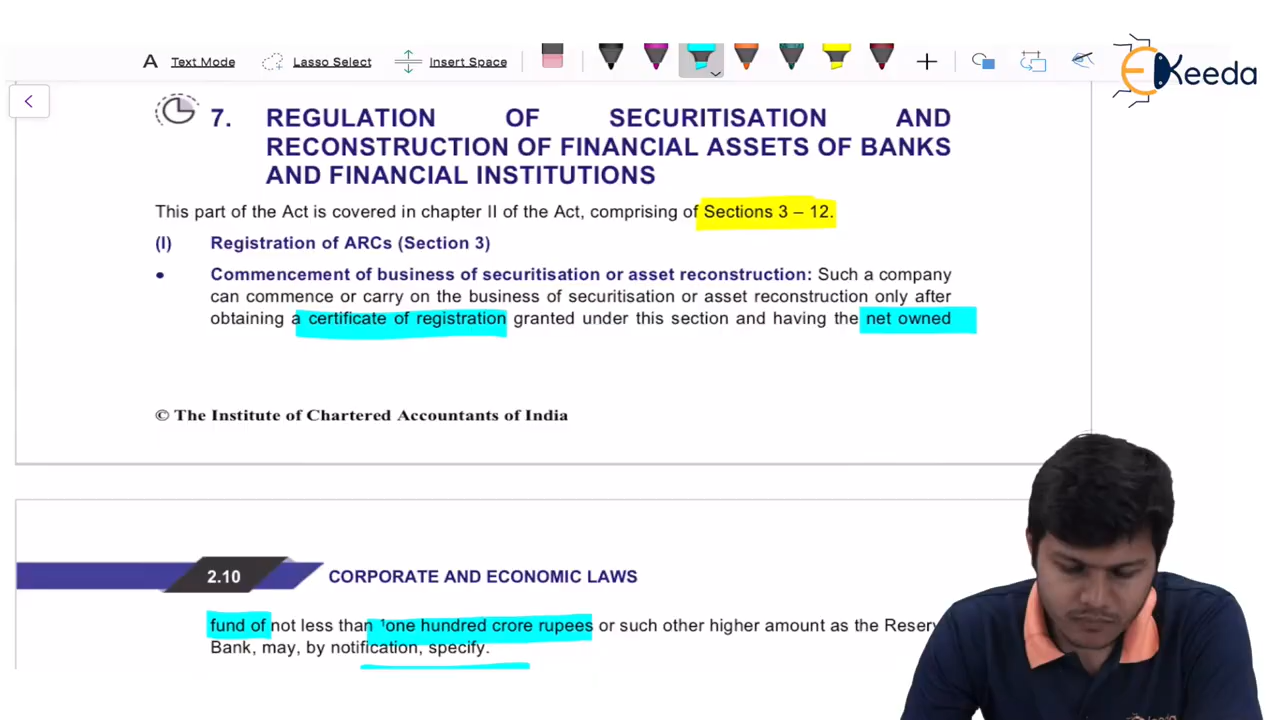 A Text Mode Lasso Select Insert Space
Keeda
7. REGULATION OF SECURITISATION AND
RECONSTRUCTION OF FINANCIAL ASSETS OF BANKS
AND FINANCIAL INSTITUTIONS
This part of the Act is covered in chapter II of the Act, comprising of Sections 3 – 12.
(I) Registration of ARCs (Section 3)
• Commencement of business of securitisation or asset reconstruction: Such a company
can commence or carry on the business of securitisation or asset reconstruction only after
obtaining a certificate of registration granted under this section and having the net owned
© The Institute of Chartered Accountants of India
2.10 CORPORATE AND ECONOMIC LAWS
fund of not less than ¹one hundred crore rupees or such other higher amount as the Reserv
Bank, may, by notification, specify.